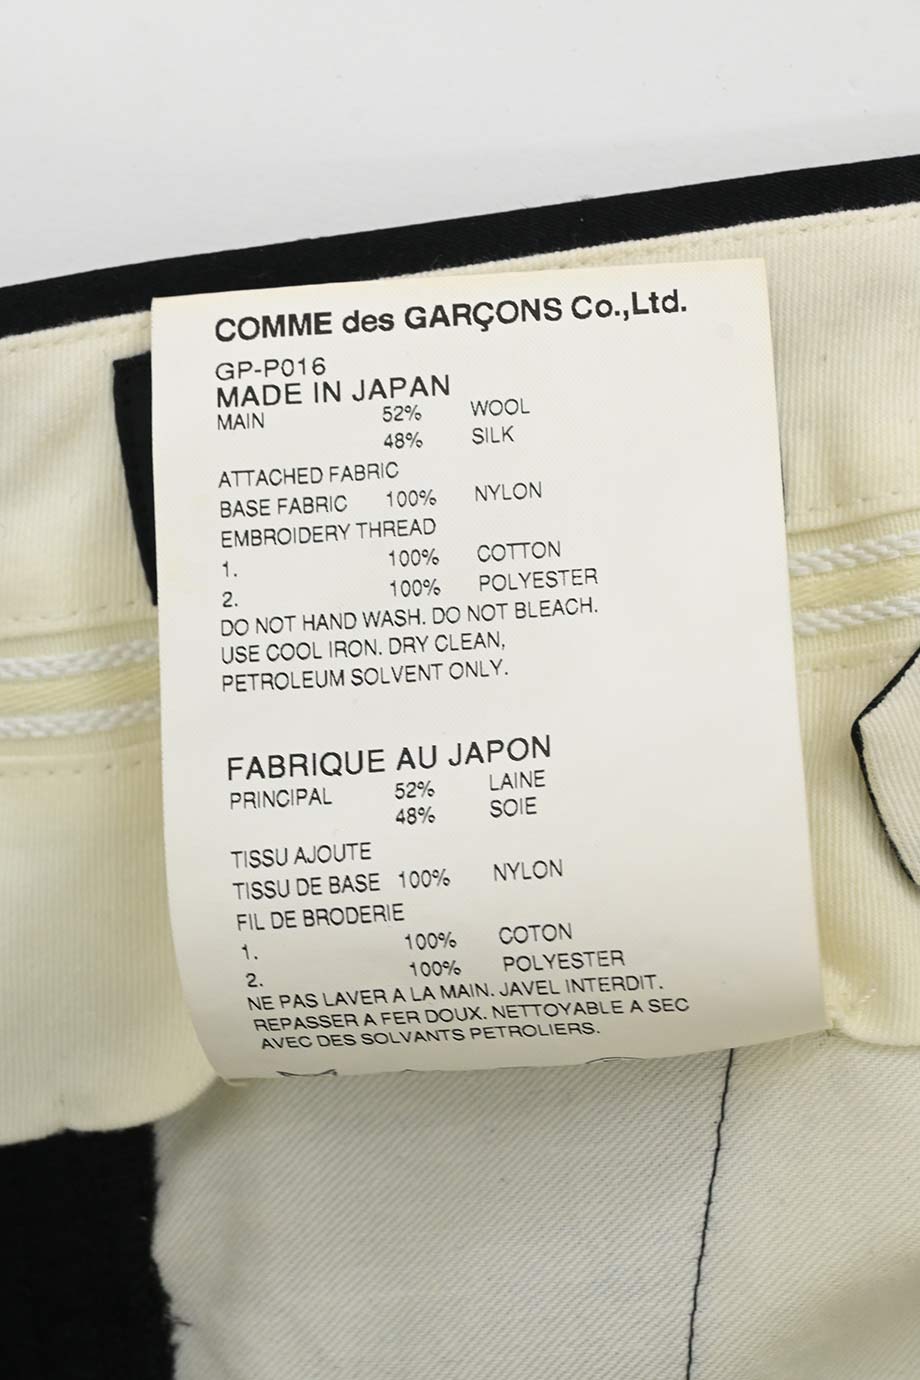 COMME des GARÇONS Co.,Ltd.
GP-P016
MADE IN JAPAN
MAIN 52% WOOL
48% SILK
ATTACHED FABRIC
BASE FABRIC 100% NYLON
EMBROIDERY THREAD
1. 100% COTTON
2. 100% POLYESTER
DO NOT HAND WASH. DO NOT BLEACH.
USE COOL IRON. DRY CLEAN,
PETROLEUM SOLVENT ONLY.
FABRIQUE AU JAPON
PRINCIPAL 52% LAINE
48% SOIE
TISSU AJOUTE
TISSU DE BASE 100% NYLON
FIL DE BRODERIE
1. 100% COTON
2. 100% POLYESTER
NE PAS LAVER A LA MAIN. JAVEL INTERDIT.
REPASSER A FER DOUX. NETTOYABLE A SEC
AVEC DES SOLVANTS PETROLIERS.